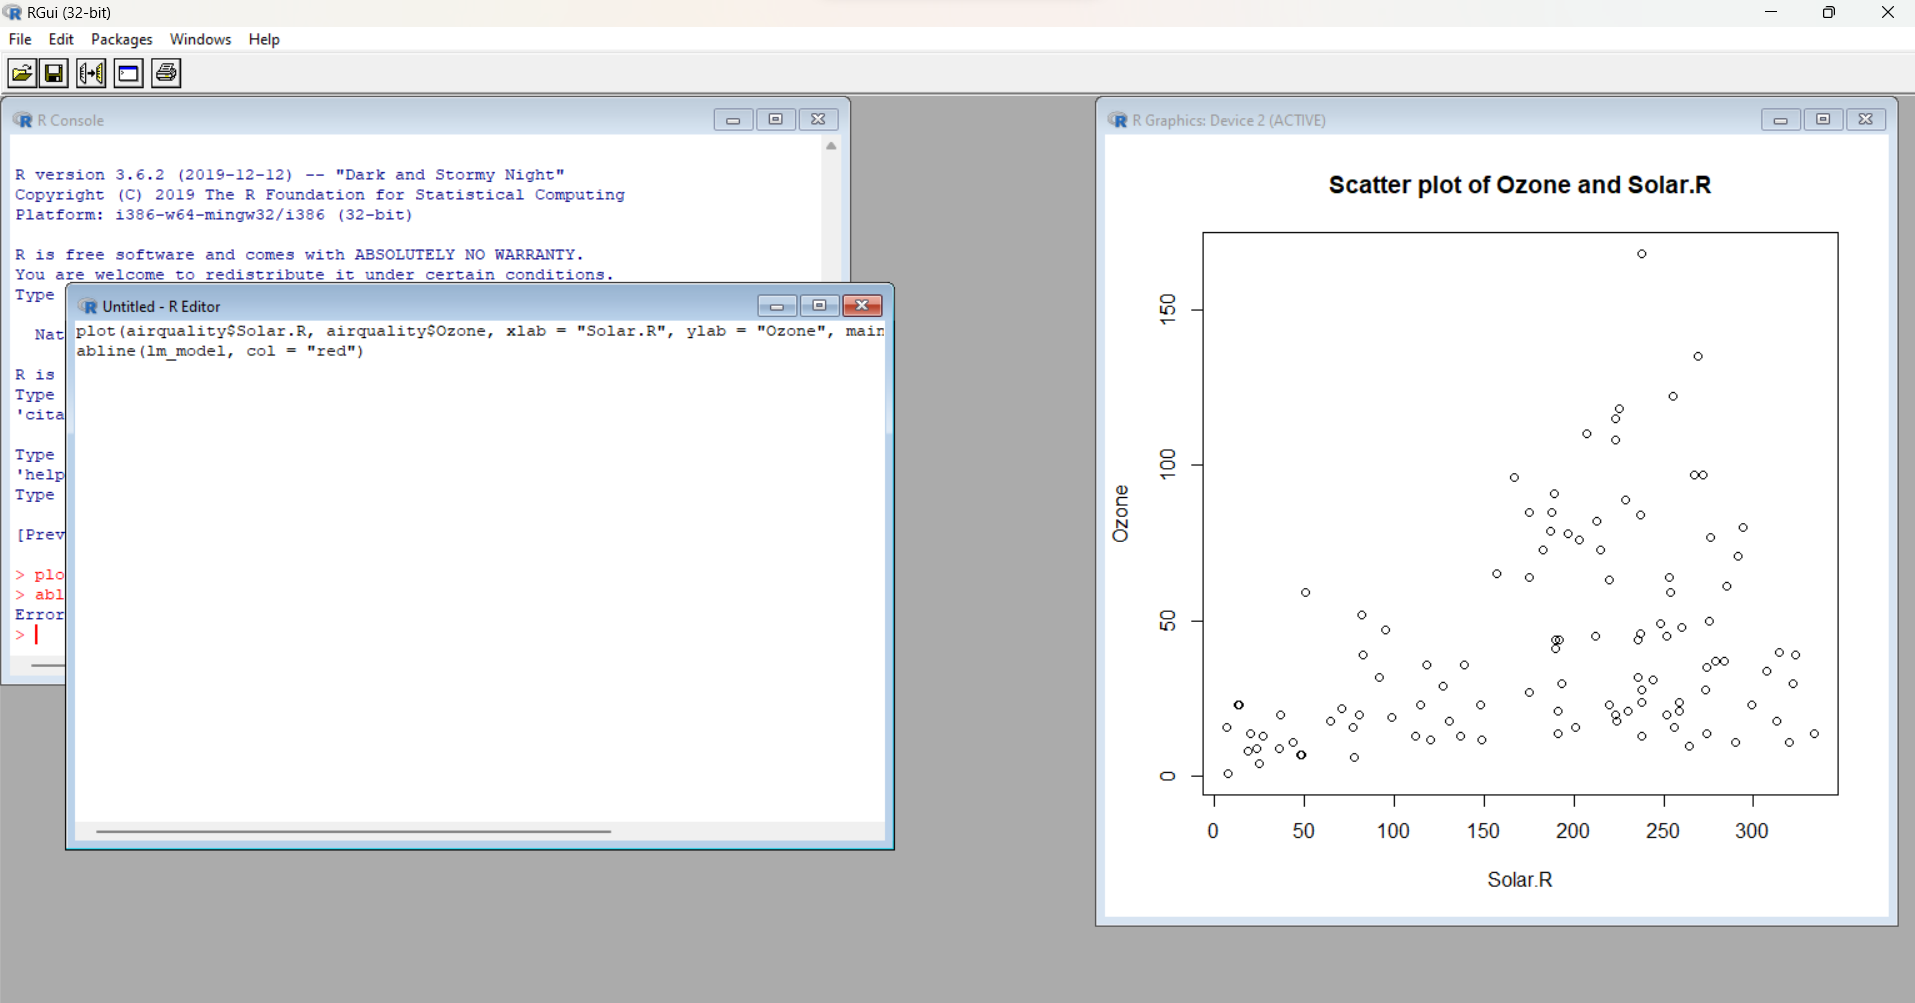 RGui (32-bit)
File Edit Packages Windows Help
R Console
R version 3.6.2 (2019-12-12) -- "Dark and Stormy Night"
Copyright (C) 2019 The R Foundation for Statistical Computing
Platform: i386-w64-mingw32/i386 (32-bit)
R is free software and comes with ABSOLUTELY NO WARRANTY.
You are welcome to redistribute it under certain conditions.
Type
Nat
R is
Type
'cita
Type
'help
Type
[Prev
> plo
> abl
Error
>
Untitled - R Editor
plot(airquality$Solar.R, airquality$Ozone, xlab = "Solar.R", ylab = "Ozone", main
abline(lm_model, col = "red")
R Graphics: Device 2 (ACTIVE)
Scatter plot of Ozone and Solar.R
Ozone
150
100
50
0
0 50 100 150 200 250 300
Solar.R